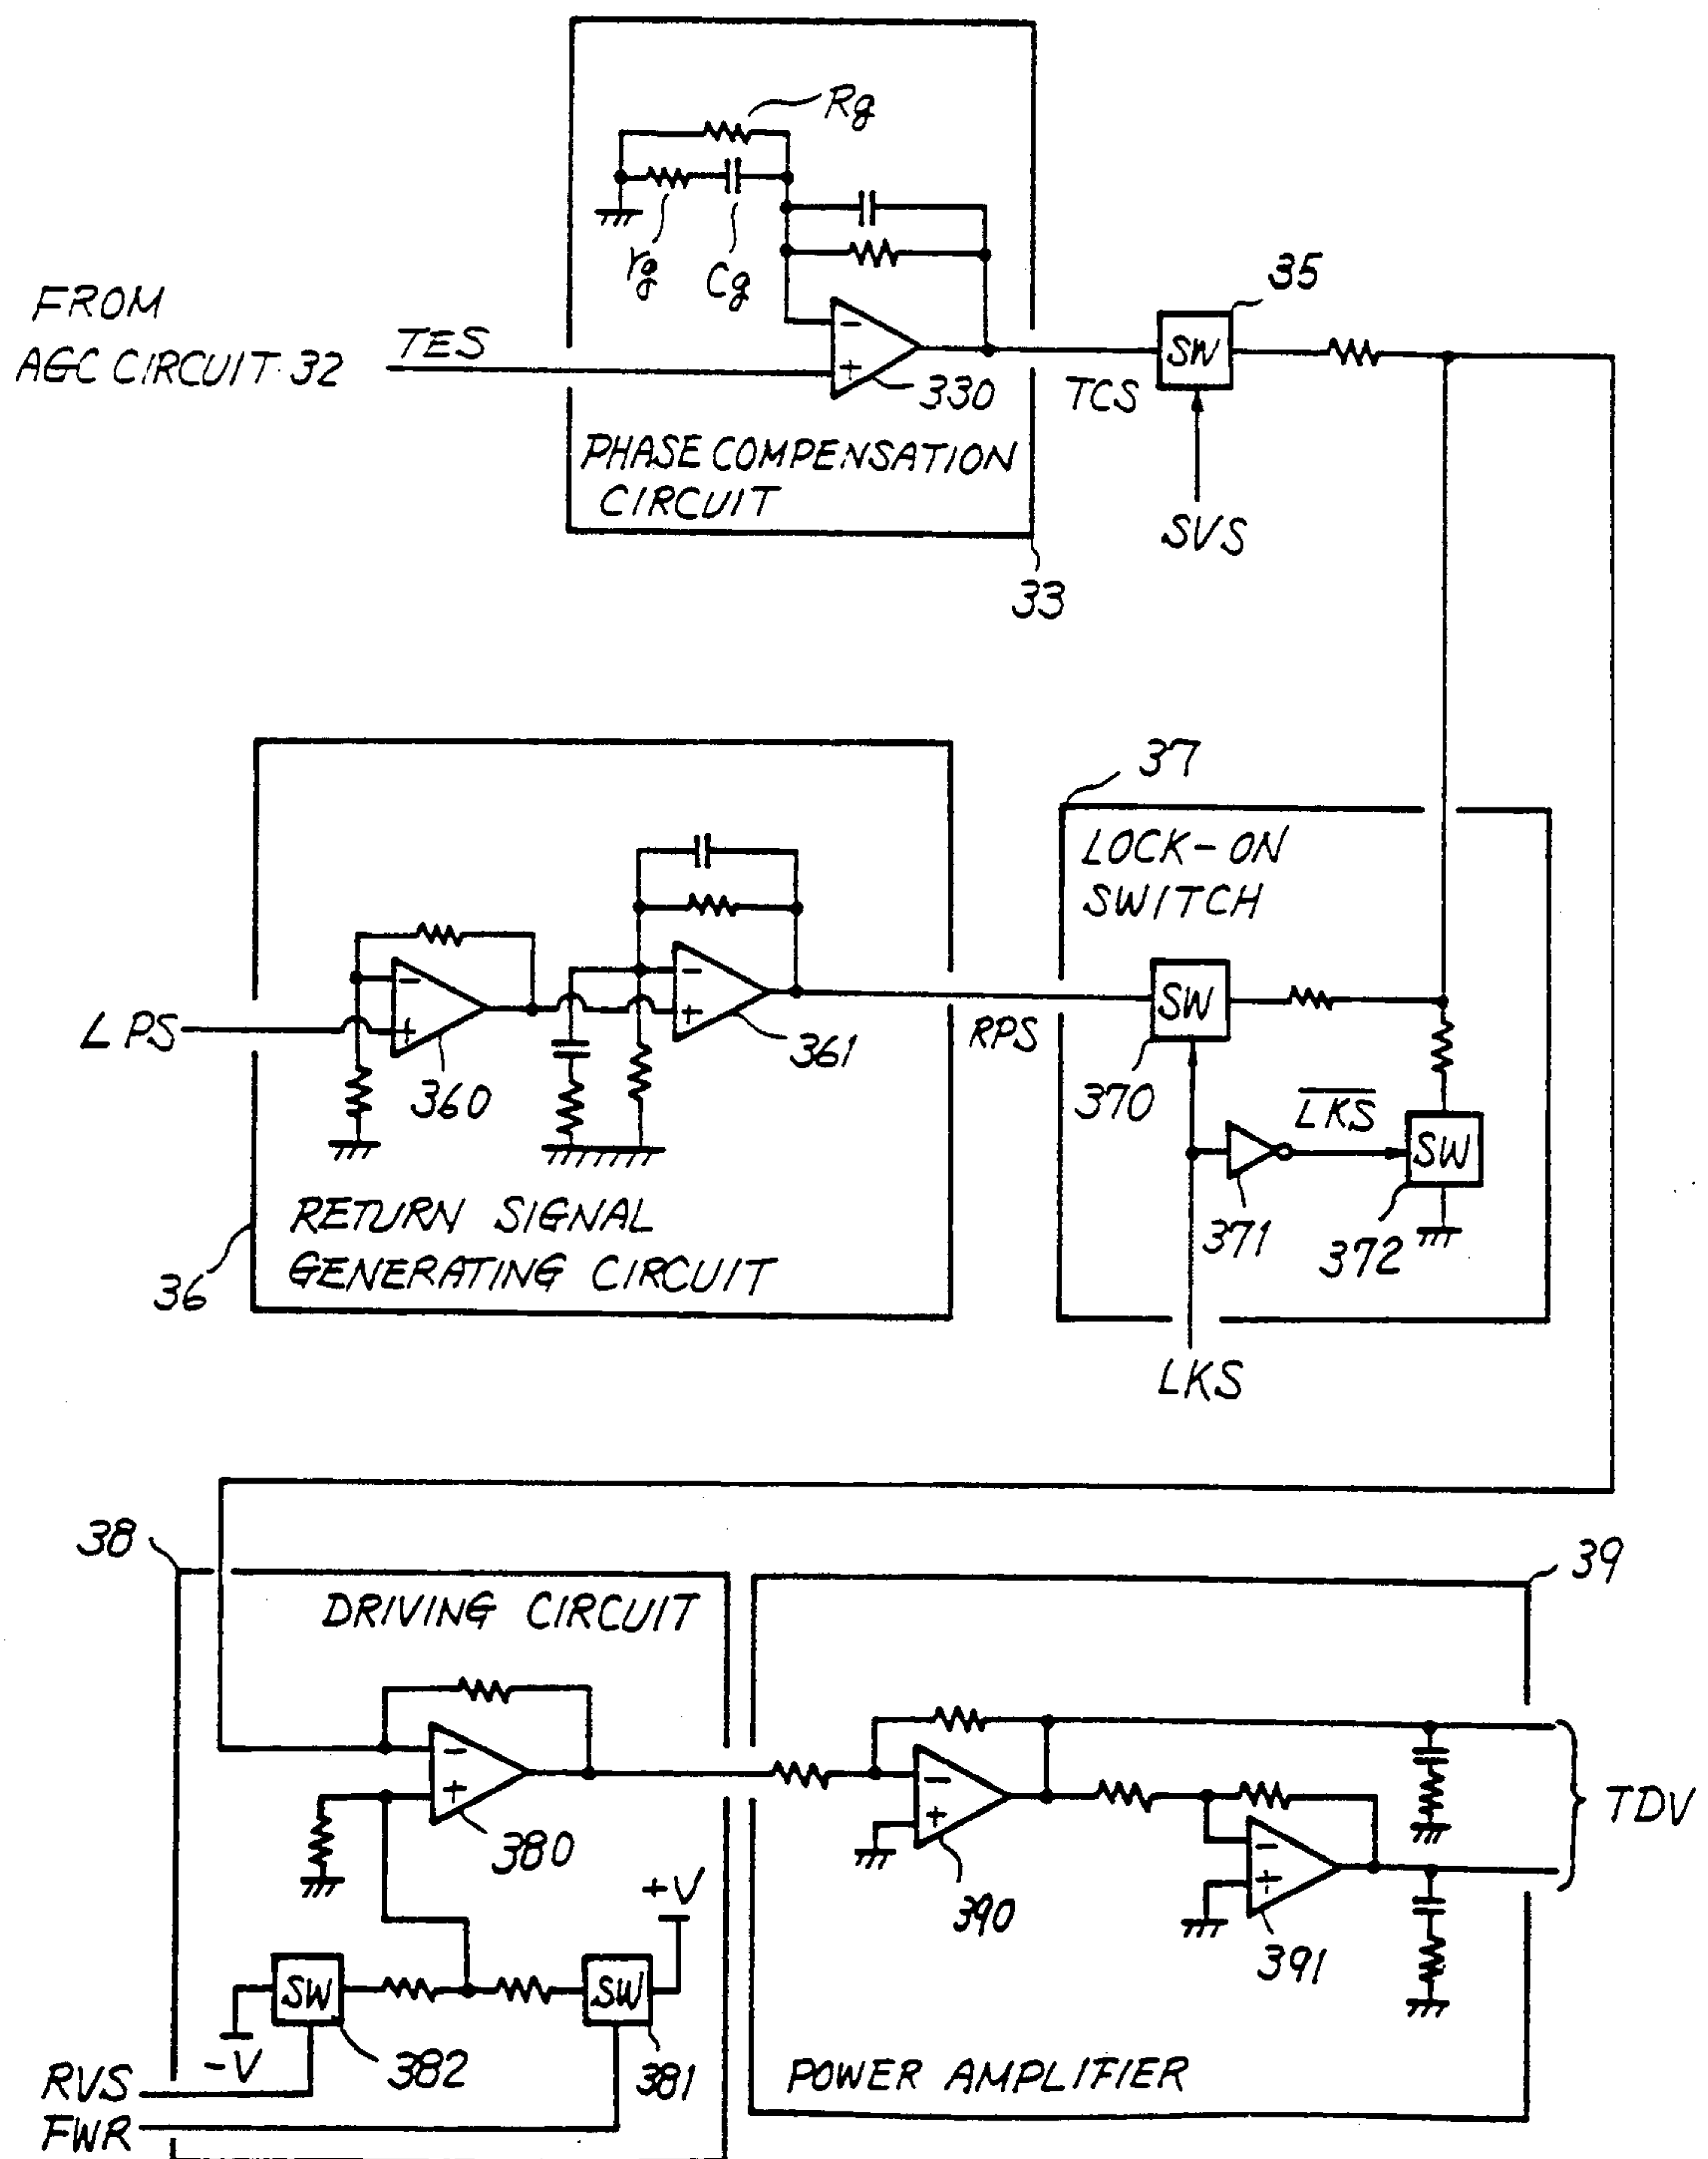 Rg
rg
Cg
FROM
AGC CIRCUIT 32
TES
-
+
330
TCS
35
SW
SVS
PHASE COMPENSATION
CIRCUIT
33
37
LOCK-ON
SWITCH
LPS
-
+
360
-
+
361
RPS
SW
370
LKS
371
SW
372
RETURN SIGNAL
GENERATING CIRCUIT
36
LKS
38
DRIVING CIRCUIT
39
-
+
380
-
+
390
-
+
391
TDV
+V
SW
SW
-V
382
381
RVS
FWR
POWER AMPLIFIER